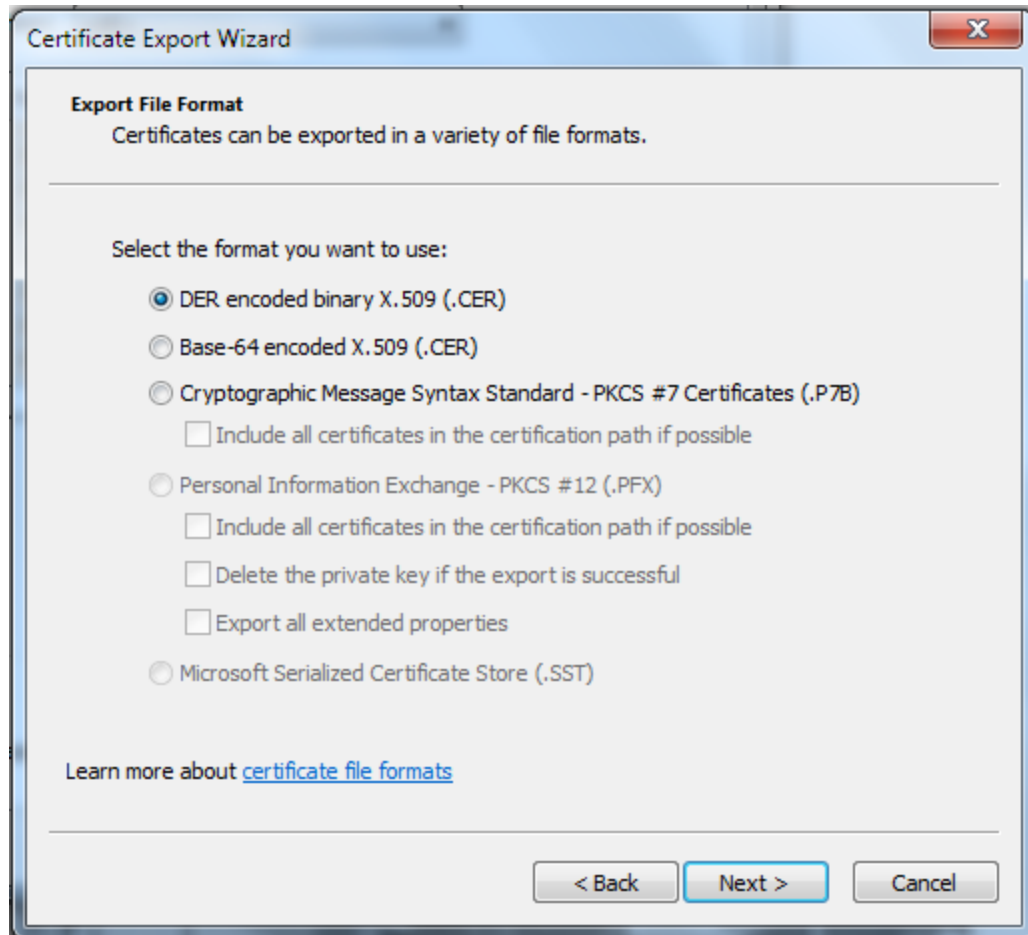 Certificate Export Wizard
Export File Format
Certificates can be exported in a variety of file formats.
Select the format you want to use:
DER encoded binary X.509 (.CER)
Base-64 encoded X.509 (.CER)
Cryptographic Message Syntax Standard - PKCS #7 Certificates (.P7B)
Include all certificates in the certification path if possible
Personal Information Exchange - PKCS #12 (.PFX)
Include all certificates in the certification path if possible
Delete the private key if the export is successful
Export all extended properties
Microsoft Serialized Certificate Store (.SST)
Learn more about certificate file formats
< Back Next > Cancel